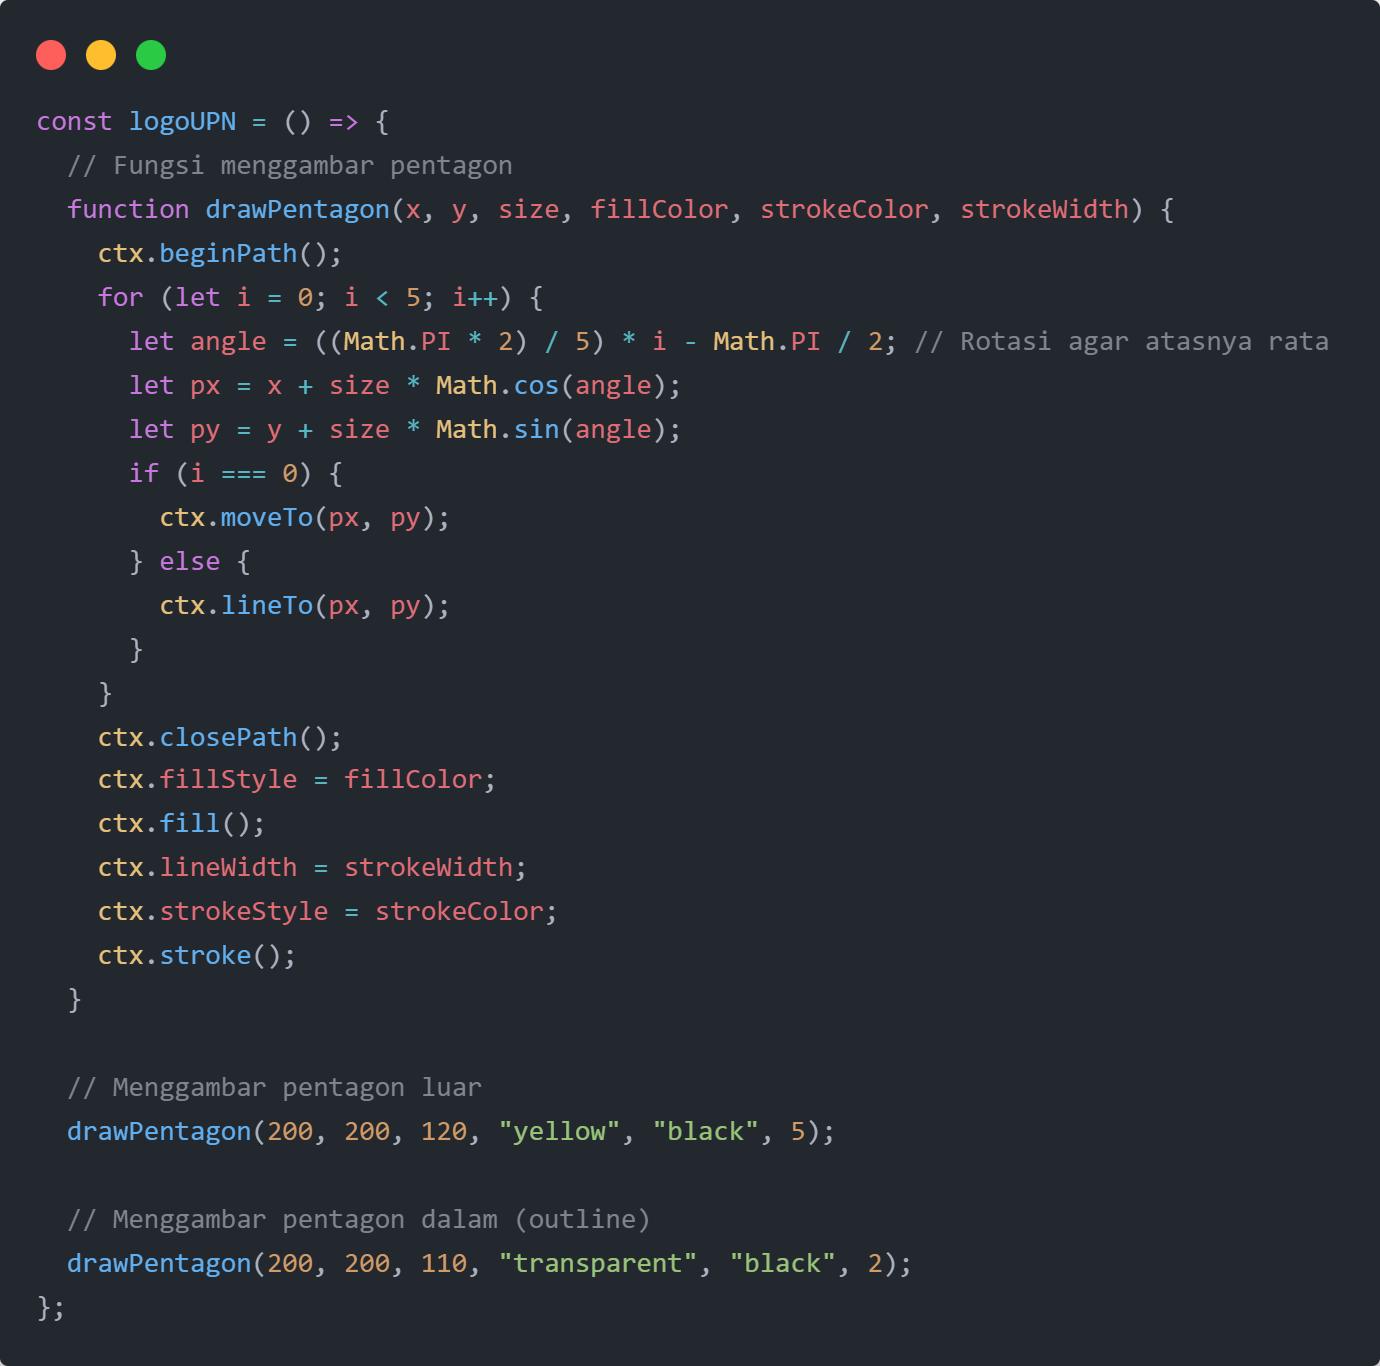 const logoUPN = () => {
  // Fungsi menggambar pentagon
  function drawPentagon(x, y, size, fillColor, strokeColor, strokeWidth) {
    ctx.beginPath();
    for (let i = 0; i < 5; i++) {
      let angle = ((Math.PI * 2) / 5) * i - Math.PI / 2; // Rotasi agar atasnya rata
      let px = x + size * Math.cos(angle);
      let py = y + size * Math.sin(angle);
      if (i === 0) {
        ctx.moveTo(px, py);
      } else {
        ctx.lineTo(px, py);
      }
    }
    ctx.closePath();
    ctx.fillStyle = fillColor;
    ctx.fill();
    ctx.lineWidth = strokeWidth;
    ctx.strokeStyle = strokeColor;
    ctx.stroke();
  }

  // Menggambar pentagon luar
  drawPentagon(200, 200, 120, "yellow", "black", 5);

  // Menggambar pentagon dalam (outline)
  drawPentagon(200, 200, 110, "transparent", "black", 2);
};